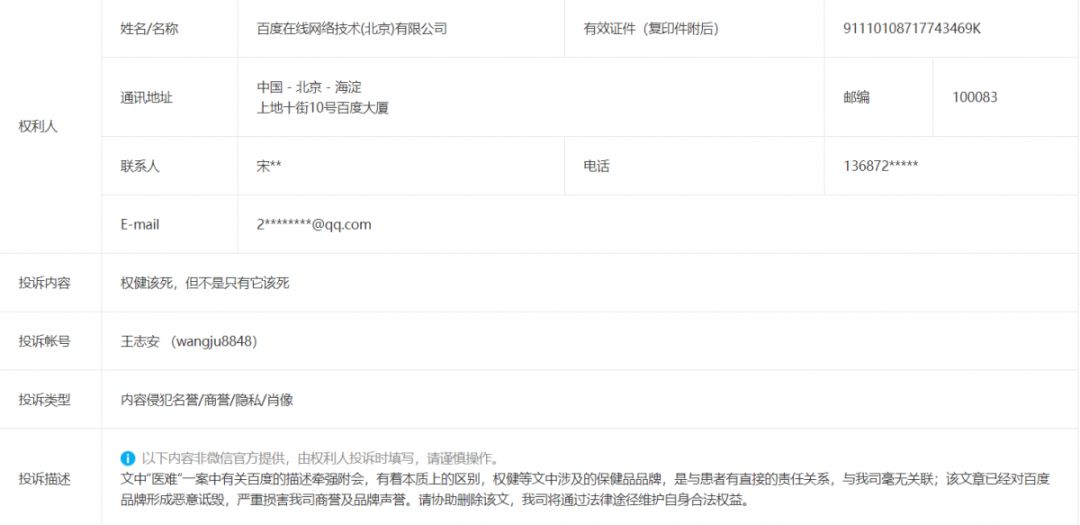 姓名/名称
百度在线网络技术(北京)有限公司
有效证件（复印件附后）
91110108717743469K
通讯地址
中国 - 北京 - 海淀
上地十街10号百度大厦
邮编
100083
权利人
联系人
宋**
电话
136872*****
E-mail
2********@qq.com
投诉内容
权健该死，但不是只有它该死
投诉帐号
王志安 （wangju8848）
投诉类型
内容侵犯名誉/商誉/隐私/肖像
投诉描述
以下内容非微信官方提供，由权利人投诉时填写，请谨慎操作。
文中“医难”一案中有关百度的描述牵强附会，有着本质上的区别，权健等文中涉及的保健品品牌，是与患者有直接的责任关系，与我司毫无关联；该文章已经对百度
品牌形成恶意诋毁，严重损害我司商誉及品牌声誉。请协助删除该文，我司将通过法律途径维护自身合法权益。